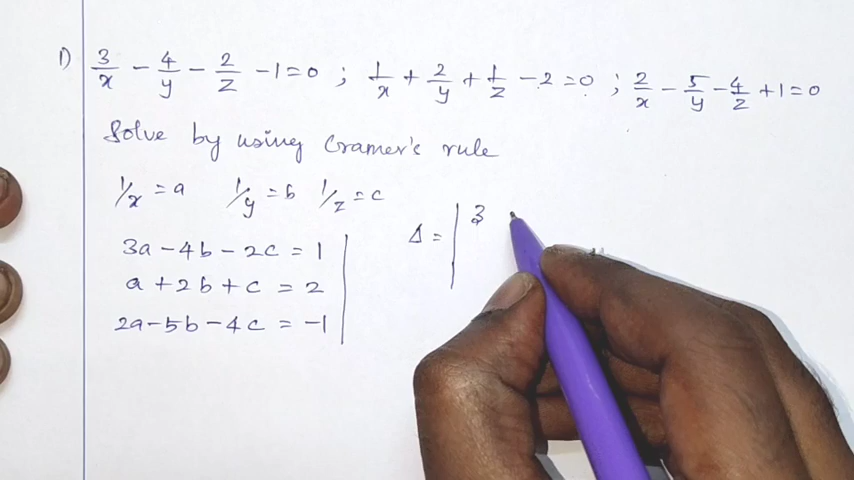 1) 3/x - 4/y - 2/z - 1 = 0 ; 1/x + 2/y + 1/z - 2 = 0 ; 2/x - 5/y - 4/z + 1 = 0
Solve by using Cramer's rule
1/x = a 1/y = b 1/z = c
3a - 4b - 2c = 1
a + 2b + c = 2
2a - 5b - 4c = -1
Δ = | 3